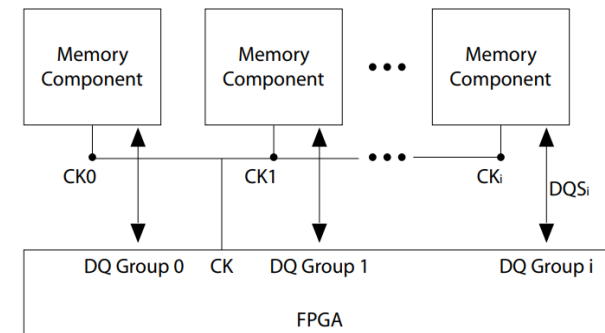 Memory
Component
Memory
Component
Memory
Component
CK0
CK1
CKi
DQSi
DQ Group 0
CK
DQ Group 1
DQ Group i
FPGA